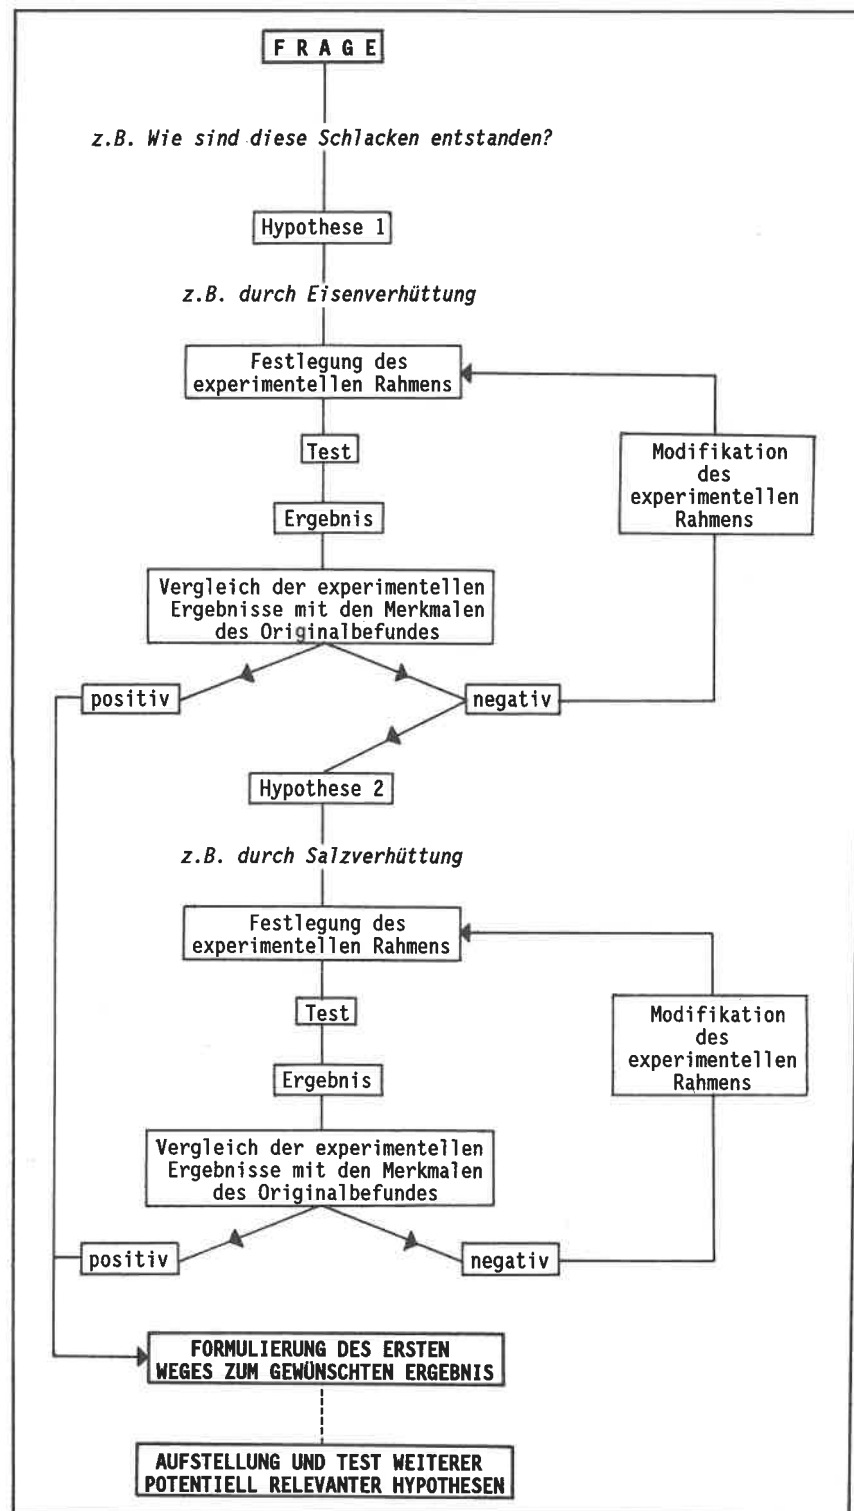 F R A G E
z.B. Wie sind diese Schlacken entstanden?
Hypothese 1
z.B. durch Eisenverhüttung
Festlegung des
experimentellen Rahmens
Test
Ergebnis
Modifikation
des
experimentellen
Rahmens
Vergleich der experimentellen
Ergebnisse mit den Merkmalen
des Originalbefundes
positiv
negativ
Hypothese 2
z.B. durch Salzverhüttung
Festlegung des
experimentellen Rahmens
Test
Ergebnis
Modifikation
des
experimentellen
Rahmens
Vergleich der experimentellen
Ergebnisse mit den Merkmalen
des Originalbefundes
positiv
negativ
FORMULIERUNG DES ERSTEN
WEGES ZUM GEWÜNSCHTEN ERGEBNIS
AUFSTELLUNG UND TEST WEITERER
POTENTIELL RELEVANTER HYPOTHESEN